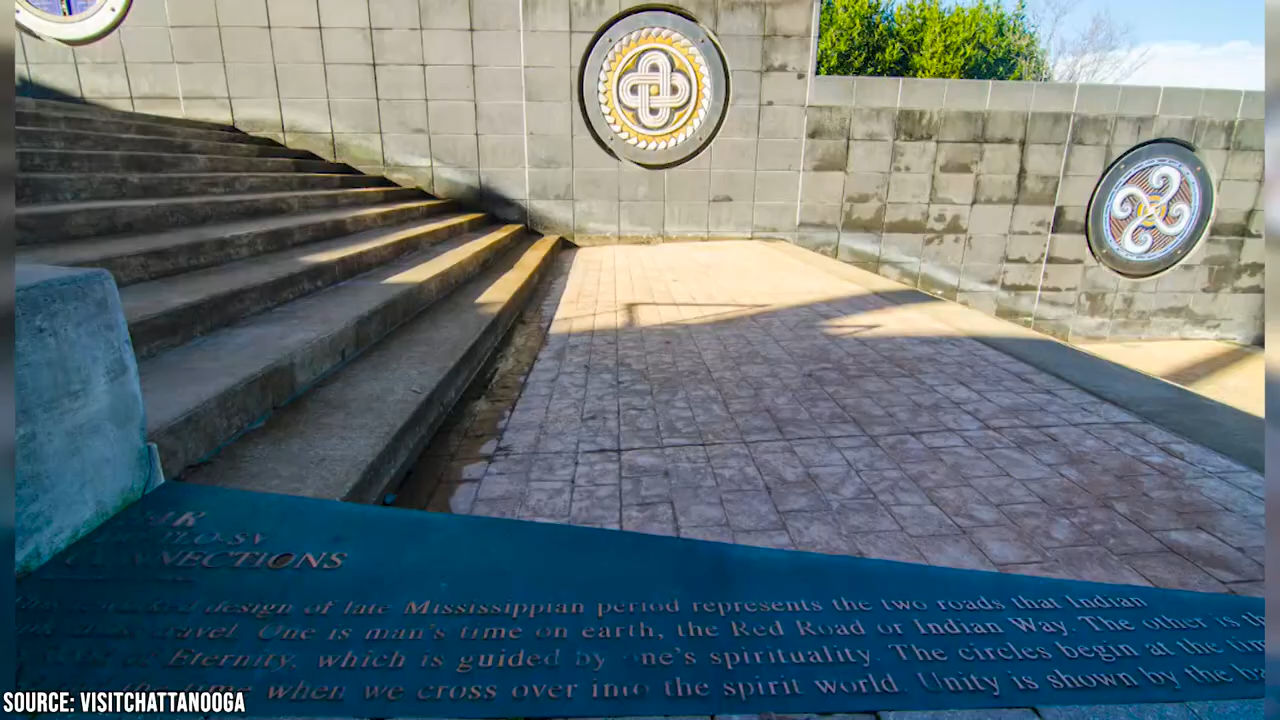 CONNECTIONS
design of late Mississippian period represents the two roads that Indian
travel. One is man's time on earth, the Red Road or Indian Way. The other is
of Eternity, which is guided by one's spirituality. The circles begin at the
time when we cross over into the spirit world. Unity is shown by the
SOURCE: VISITCHATTANOOGA